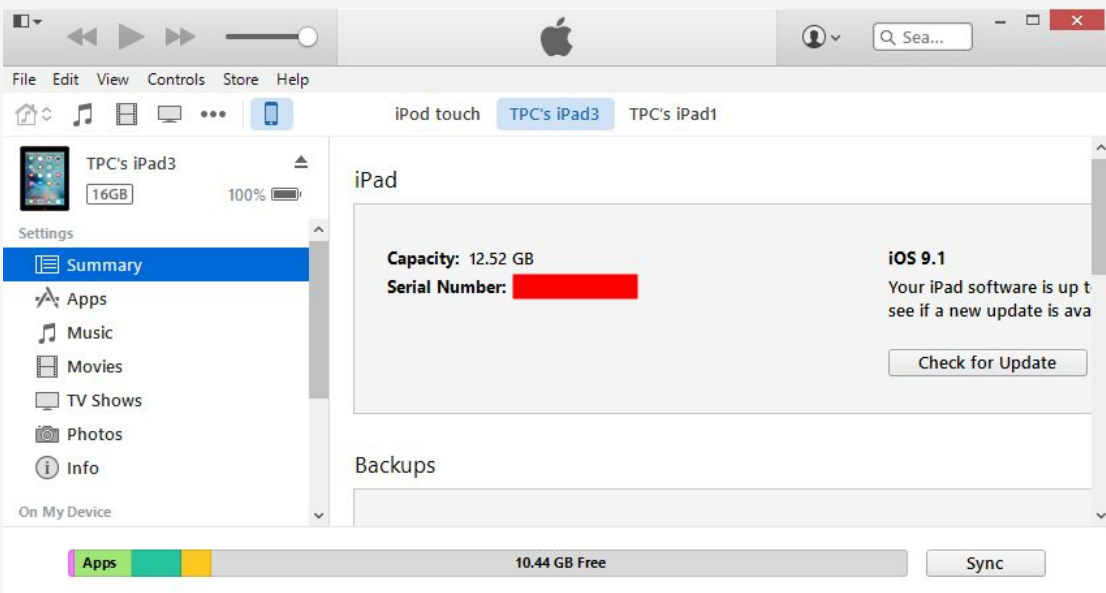 Sea...
File Edit View Controls Store Help
iPod touch TPC's iPad3 TPC's iPad1
TPC's iPad3
16GB 100%
Settings
Summary
Apps
Music
Movies
TV Shows
Photos
Info
On My Device
iPad
Capacity: 12.52 GB
Serial Number:
iOS 9.1
Your iPad software is up t
see if a new update is ava
Check for Update
Backups
Apps 10.44 GB Free
Sync